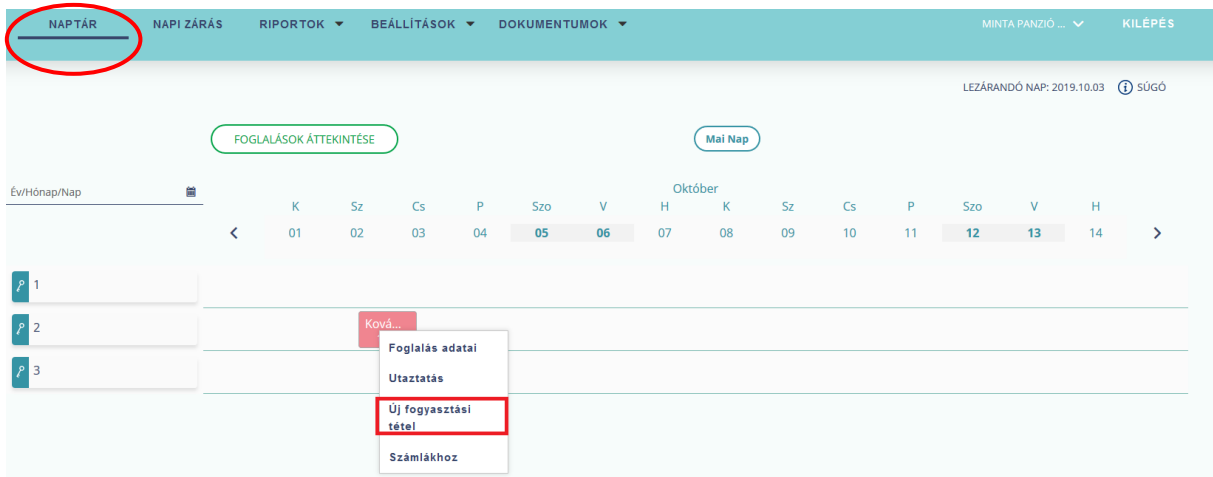 NAPTÁR NAPI ZÁRÁS RIPORTOK BEÁLLÍTÁSOK DOKUMENTUMOK MINTA PANZIÓ ... KILÉPÉS
LEZÁRANDÓ NAP: 2019.10.03 SÚGÓ
FOGLALÁSOK ÁTTEKINTÉSE Mai Nap
Év/Hónap/Nap Október
K Sz Cs P Szo V H K Sz Cs P Szo V H
01 02 03 04 05 06 07 08 09 10 11 12 13 14
1
2 Ková...
Foglalás adatai
3
Utaztatás
Új fogyasztási
tétel
Számlákhoz